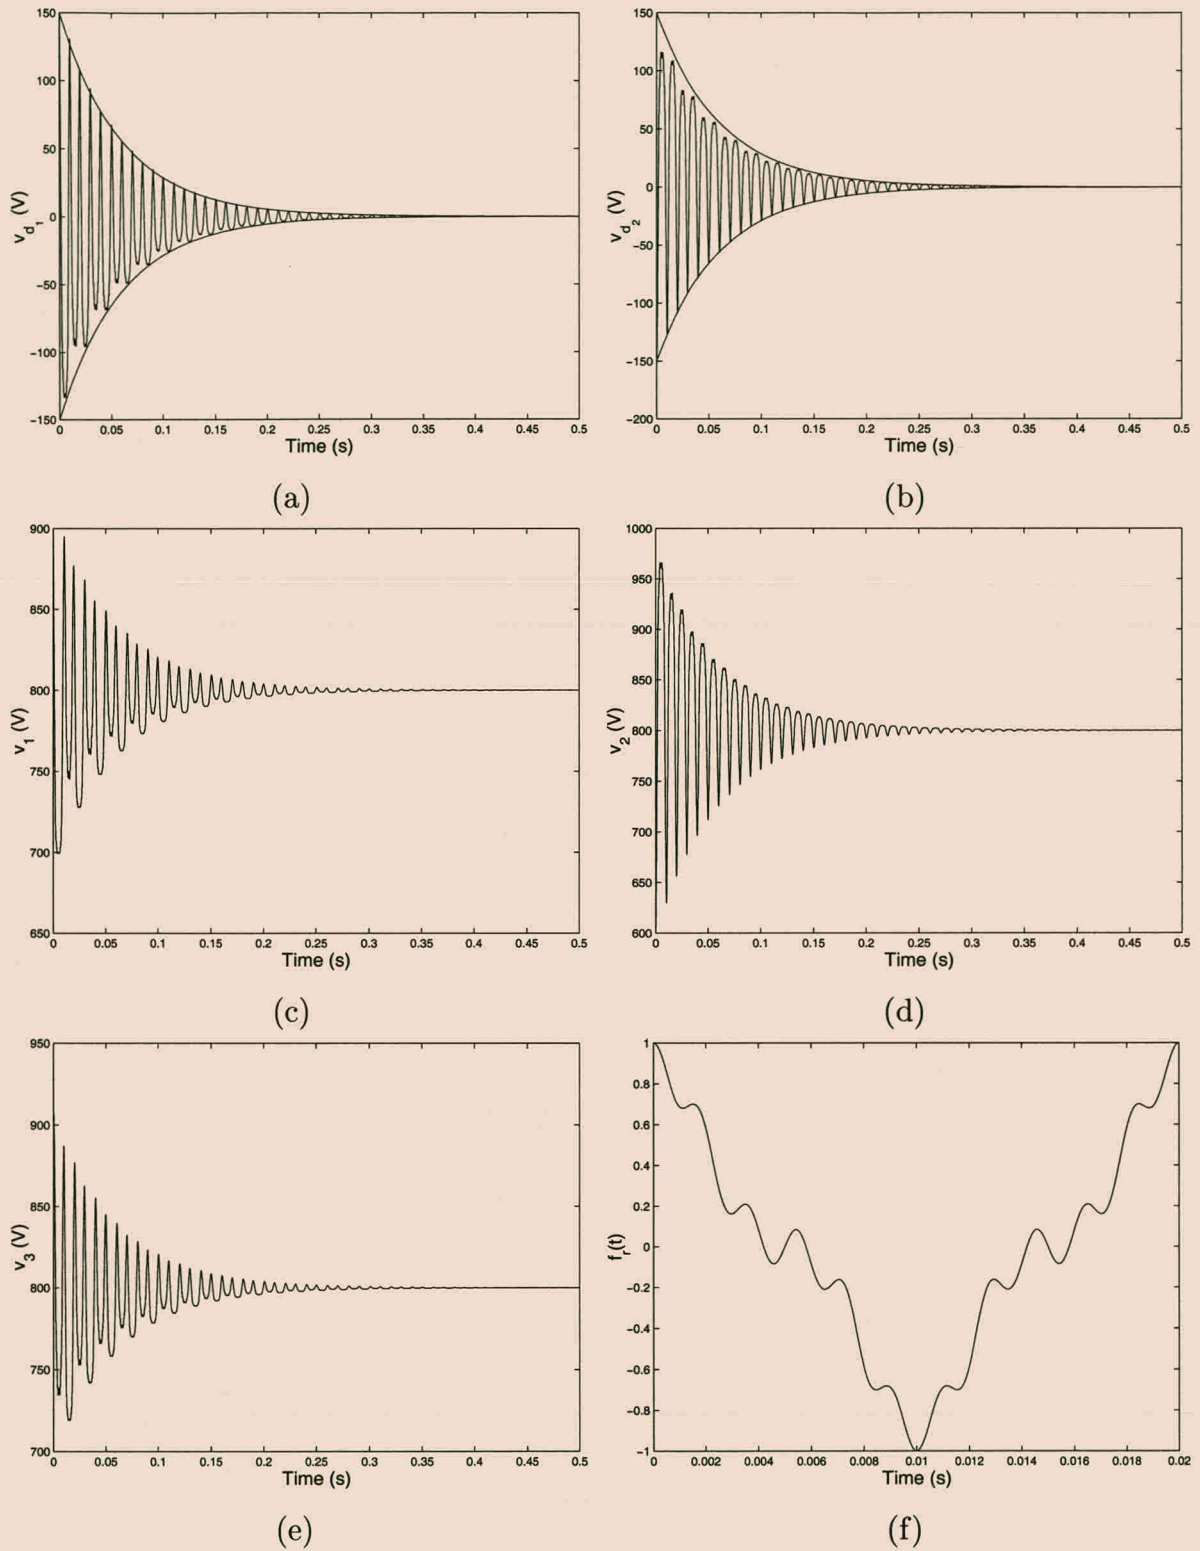 150
100
50
0
−50
−100
−150
v_d1 (V)
0 0.05 0.1 0.15 0.2 0.25 0.3 0.35 0.4 0.45 0.5
Time (s)
(a)
150
100
50
0
−50
−100
−150
−200
v_d2 (V)
0 0.05 0.1 0.15 0.2 0.25 0.3 0.35 0.4 0.45 0.5
Time (s)
(b)
900
850
800
750
700
650
v_1 (V)
0 0.05 0.1 0.15 0.2 0.25 0.3 0.35 0.4 0.45 0.5
Time (s)
(c)
1000
950
900
850
800
750
700
650
600
v_2 (V)
0 0.05 0.1 0.15 0.2 0.25 0.3 0.35 0.4 0.45 0.5
Time (s)
(d)
950
900
850
800
750
700
v_3 (V)
0 0.05 0.1 0.15 0.2 0.25 0.3 0.35 0.4 0.45 0.5
Time (s)
(e)
1
0.8
0.6
0.4
0.2
0
−0.2
−0.4
−0.6
−0.8
−1
f_r(t)
0 0.002 0.004 0.006 0.008 0.01 0.012 0.014 0.016 0.018 0.02
Time (s)
(f)